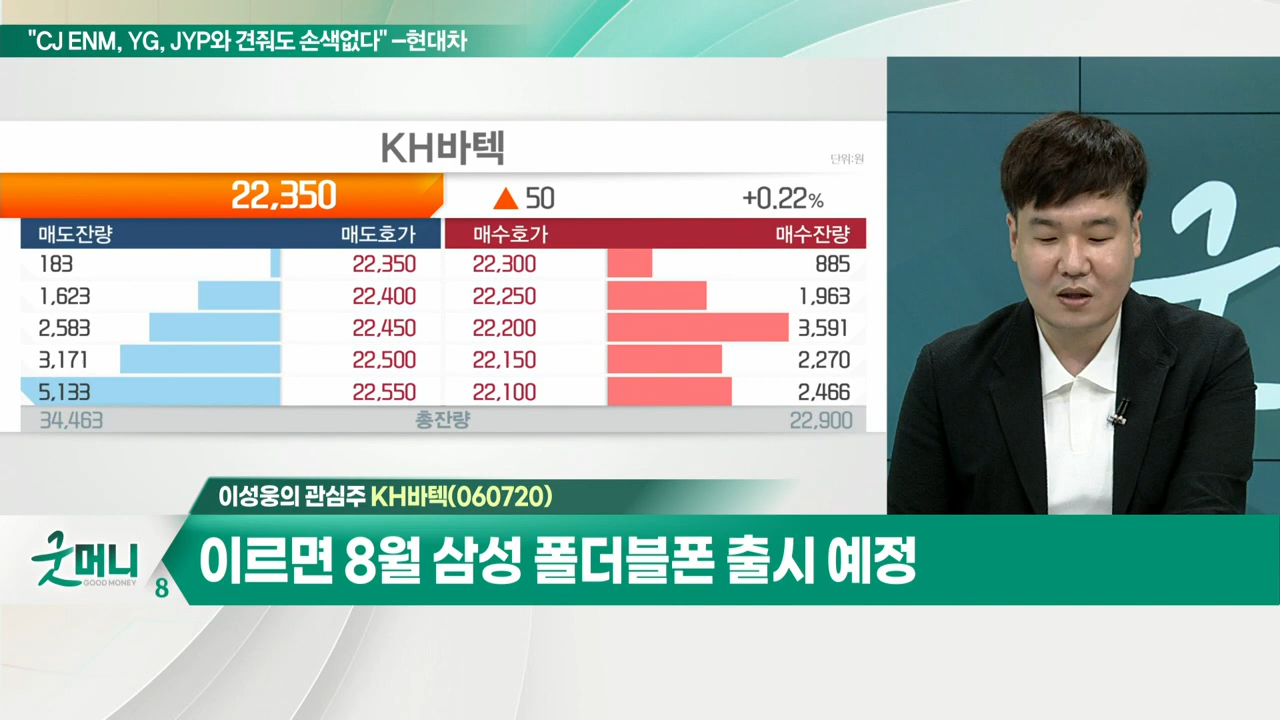 "CJ ENM, YG, JYP와 견줘도 손색없다" -현대차
KH바텍
단위:원
22,350 ▲ 50 +0.22%
매도잔량 매도호가 매수호가 매수잔량
183 22,350 22,300 885
1,623 22,400 22,250 1,963
2,583 22,450 22,200 3,591
3,171 22,500 22,150 2,270
5,133 22,550 22,100 2,466
34,463 총잔량 22,900
이성웅의 관심주 KH바텍(060720)
굿머니
GOOD MONEY
8
이르면 8월 삼성 폴더블폰 출시 예정